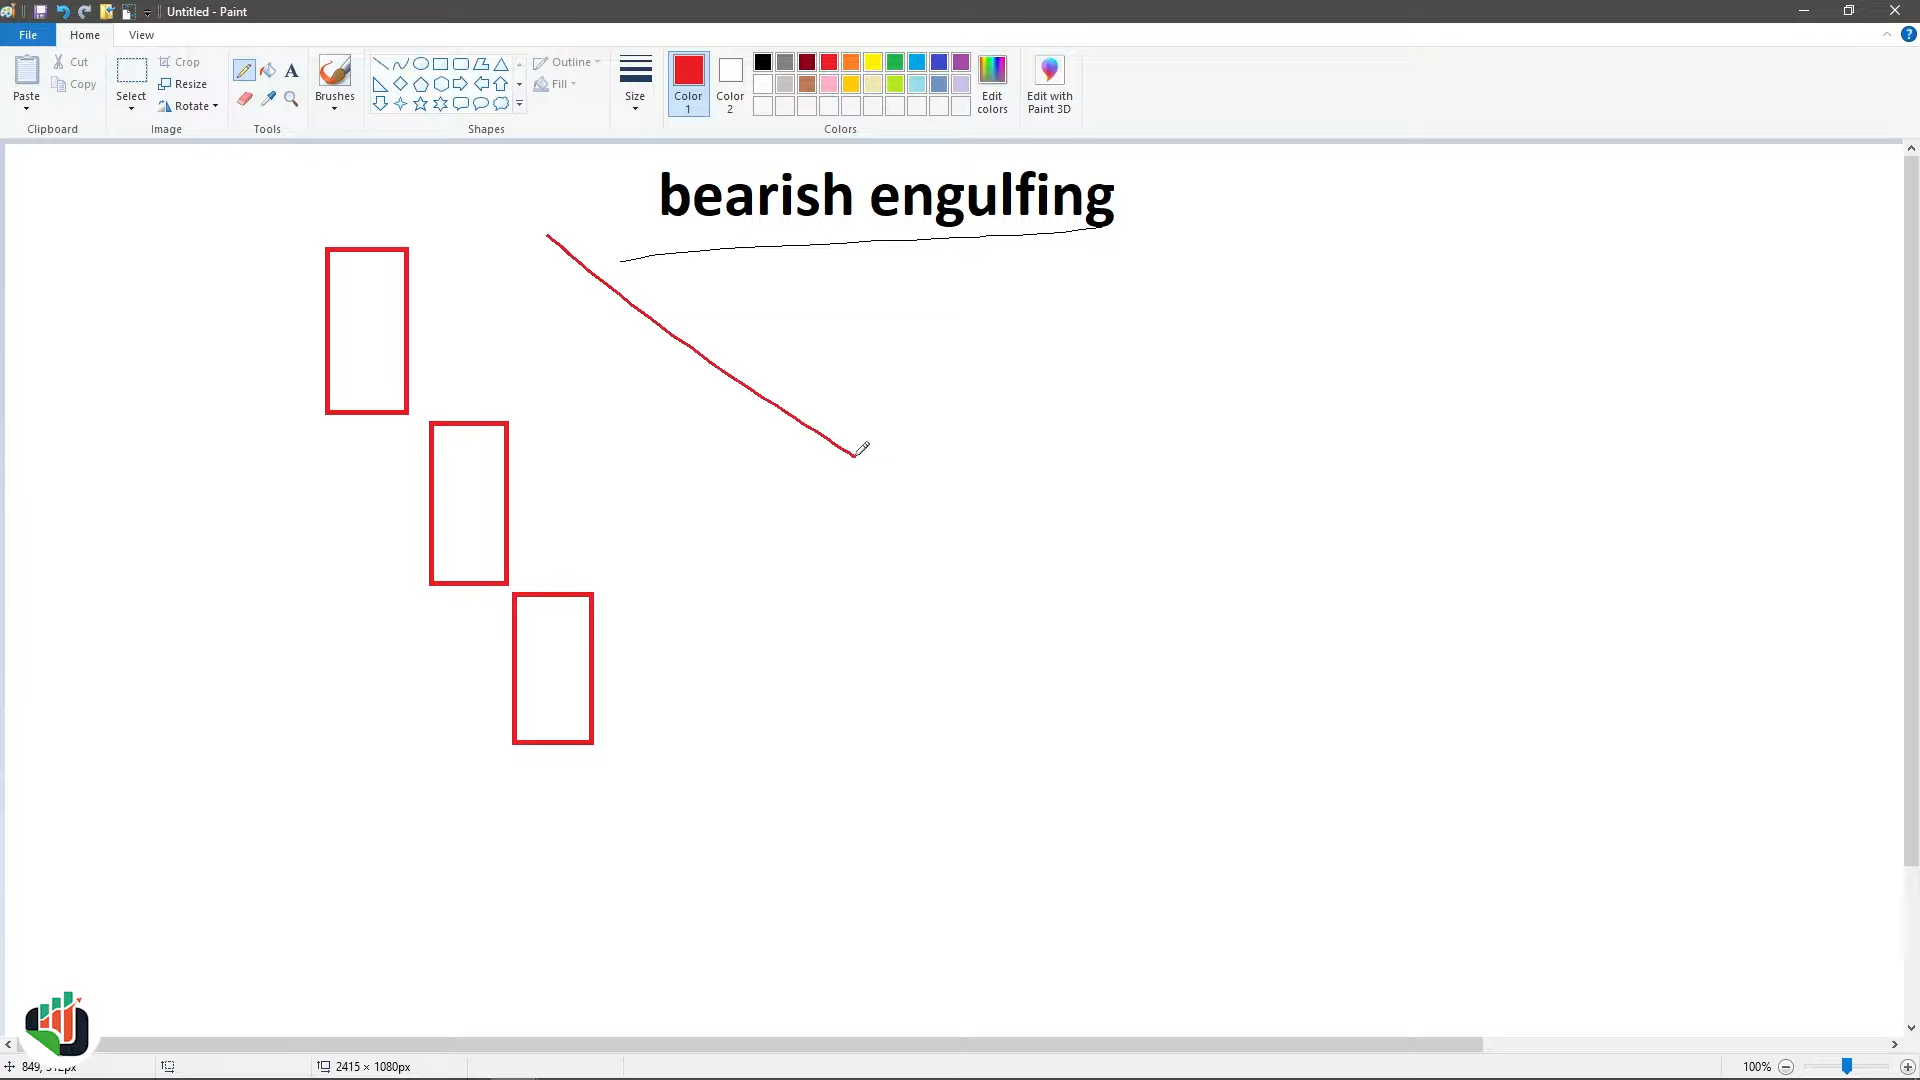 Untitled - Paint
File Home View
Paste
Cut
Copy
Clipboard
Select
Crop
Resize
Rotate
Image
Tools
Brushes
Shapes
Outline
Fill
Size
Color 1
Color 2
Colors
Edit colors
Edit with Paint 3D
bearish engulfing
2415 × 1080px
100%